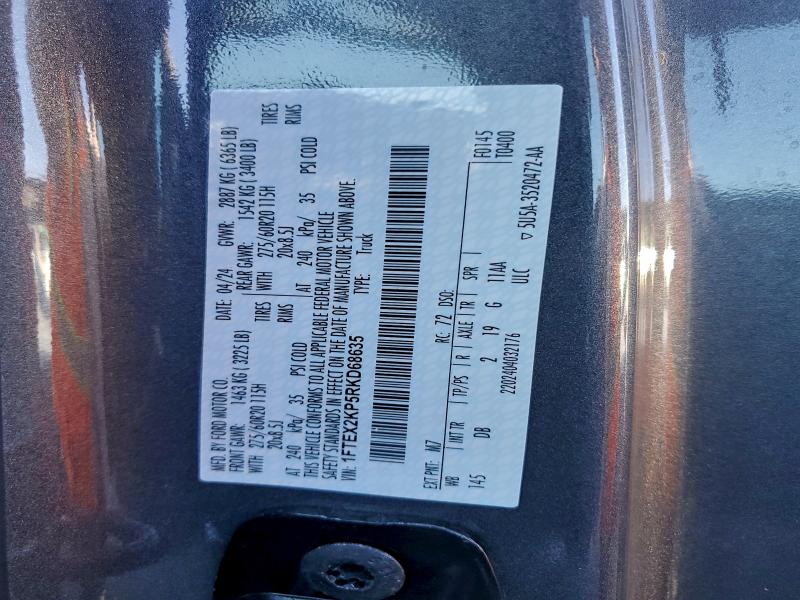 MFD. BY FORD MOTOR CO. DATE: 04/24 GVWR: 2887 KG ( 6365 LB)
FRONT GAWR: 1463 KG ( 3225 LB) REAR GAWR: 1542 KG ( 3400 LB)
WITH 275/60R20 115H TIRES WITH 275/60R20 115H TIRES
20x8.5J RIMS 20x8.5J RIMS
AT 240 kPa/ 35 PSI COLD AT 240 kPa/ 35 PSI COLD
THIS VEHICLE CONFORMS TO ALL APPLICABLE FEDERAL MOTOR VEHICLE
SAFETY STANDARDS IN EFFECT ON THE DATE OF MANUFACTURE SHOWN ABOVE.
VIN: 1FTEX2KP5RKD68635 TYPE: Truck
EXT PNT: M7 RC: 72 DSO: F0145
WB INT TR TP/PS R AXLE TR SPR T0400
145 DB 2 19 G 114A
2202404032176 ULC
▽ 5U5A-3520472-AA